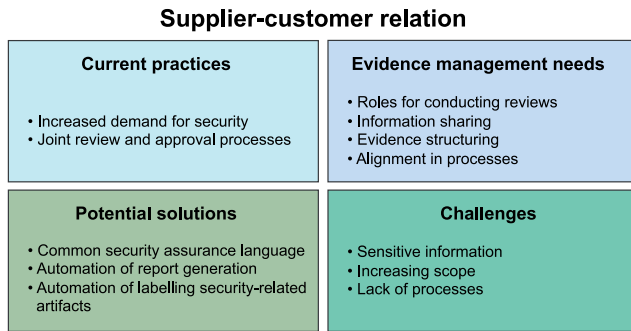 Supplier-customer relation
Current practices
• Increased demand for security
• Joint review and approval processes
Evidence management needs
• Roles for conducting reviews
• Information sharing
• Evidence structuring
• Alignment in processes
Potential solutions
• Common security assurance language
• Automation of report generation
• Automation of labelling security-related
artifacts
Challenges
• Sensitive information
• Increasing scope
• Lack of processes